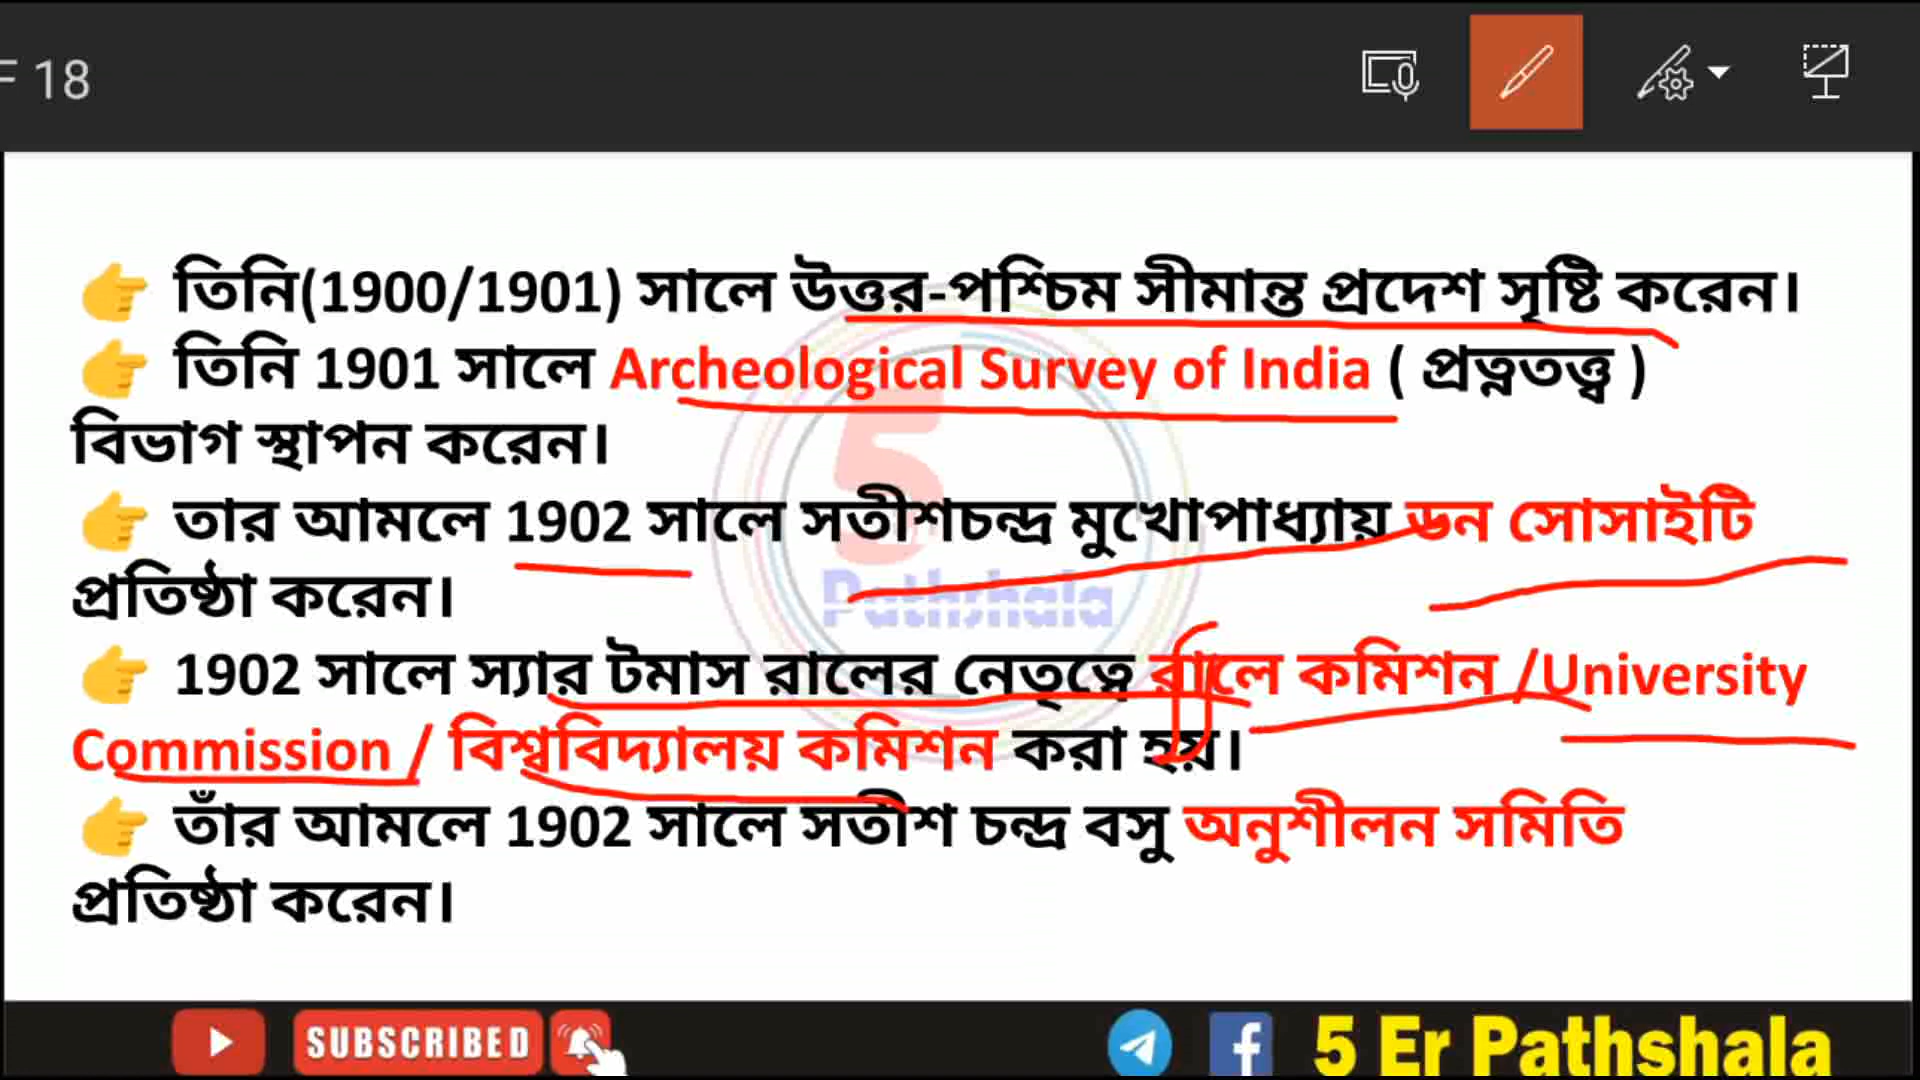 F 18
👉 তিনি(1900/1901) সালে উত্তর-পশ্চিম সীমান্ত প্রদেশ সৃষ্টি করেন।
👉 তিনি 1901 সালে Archeological Survey of India ( প্রত্নতত্ত্ব )
বিভাগ স্থাপন করেন।
👉 তার আমলে 1902 সালে সতীশচন্দ্র মুখোপাধ্যায় ডন সোসাইটি
প্রতিষ্ঠা করেন।
👉 1902 সালে স্যার টমাস রালের নেতৃত্বে রালে কমিশন /University
Commission / বিশ্ববিদ্যালয় কমিশন করা হয়।
👉 তাঁর আমলে 1902 সালে সতীশ চন্দ্র বসু অনুশীলন সমিতি
প্রতিষ্ঠা করেন।
5
Pathshala
SUBSCRIBED
5 Er Pathshala